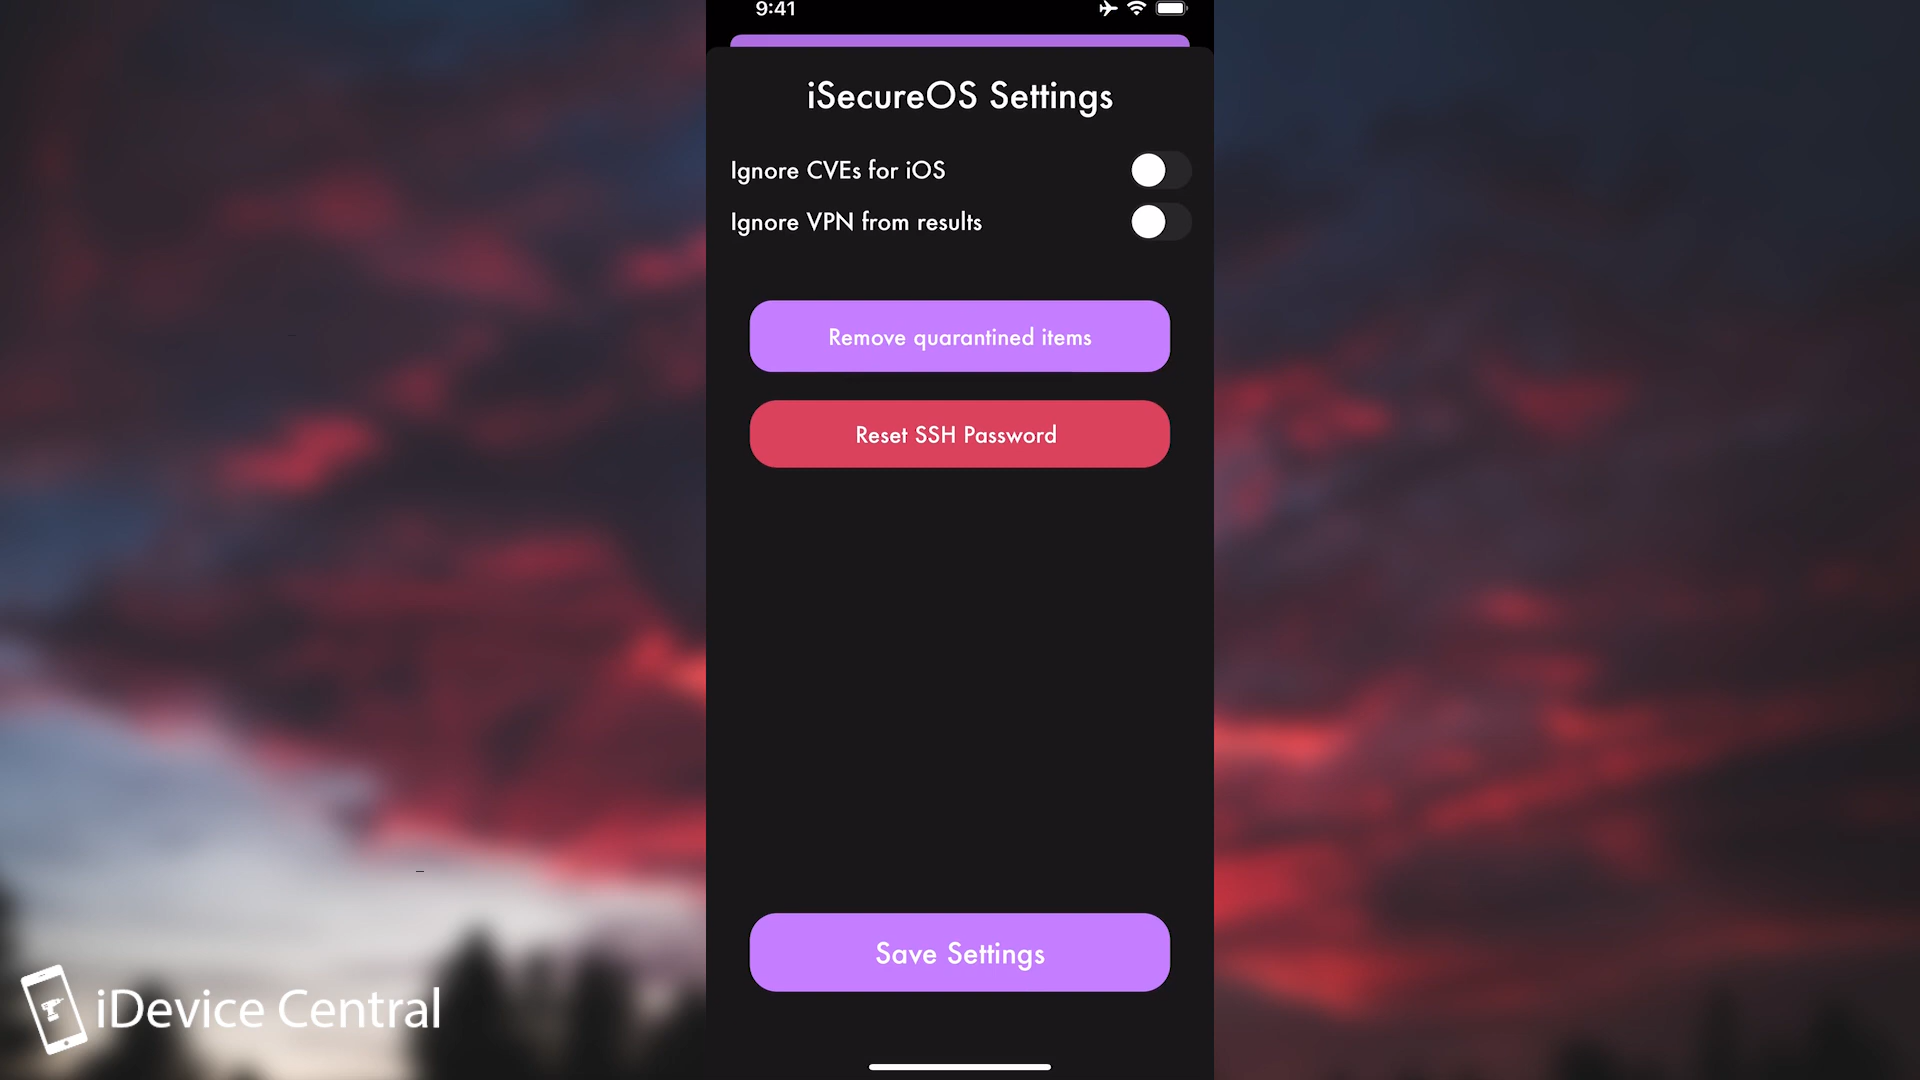 9:41
iSecureOS Settings
Ignore CVEs for iOS
Ignore VPN from results
Remove quarantined items
Reset SSH Password
Save Settings
iDevice Central